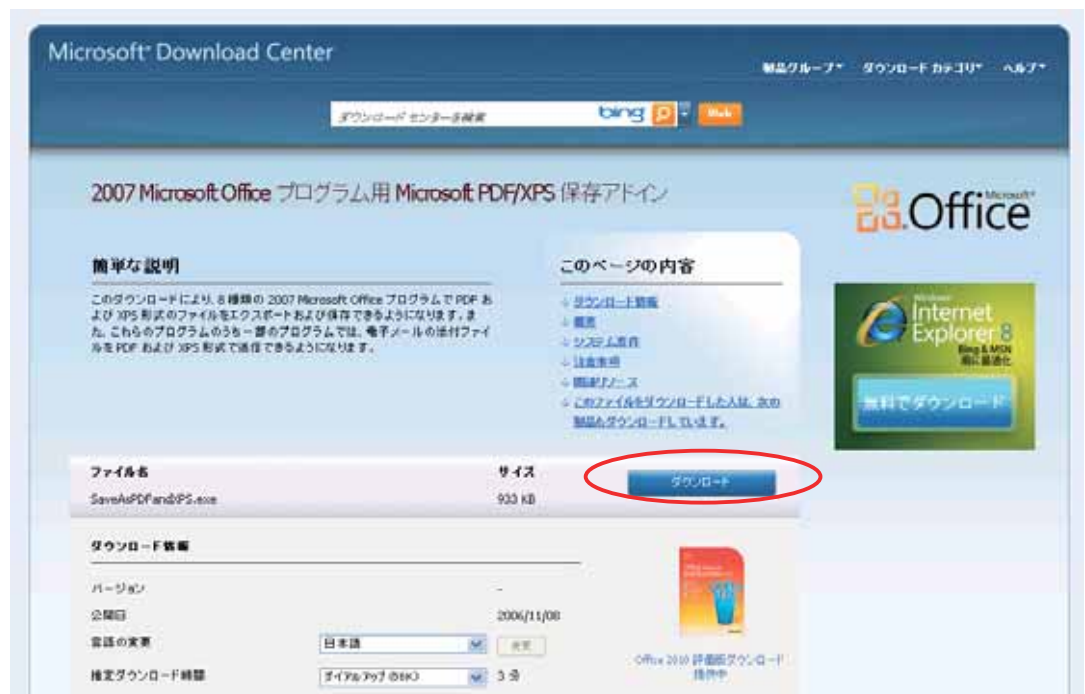 Microsoft® Download Center
製品グループ▼ ダウンロード カテゴリ▼ ヘルプ▼
ダウンロード センターを検索 bing Web
2007 Microsoft Office プログラム用 Microsoft PDF/XPS 保存アドイン
Microsoft®
Office
簡単な説明
このダウンロードにより、8 種類の 2007 Microsoft Office プログラムで PDF お
よび XPS 形式のファイルをエクスポートおよび保存できるようになります。ま
た、これらのプログラムのうち一部のプログラムでは、電子メールの添付ファイ
ルを PDF および XPS 形式で送信できるようになります。
このページの内容
ダウンロード情報
概要
システム要件
注意事項
関連リソース
このファイルをダウンロードした人は、次の
製品もダウンロードしています。
Windows
Internet
Explorer 8
Bing & MSN
用に最適化
無料でダウンロード
ファイル名 サイズ
SaveAsPDFandXPS.exe 933 KB
ダウンロード
ダウンロード情報
バージョン -
公開日 2006/11/08
言語の変更 日本語 変更
推定ダウンロード時間 ダイヤルアップ (56K) 3 分
Office 2010 評価版ダウンロード
提供中